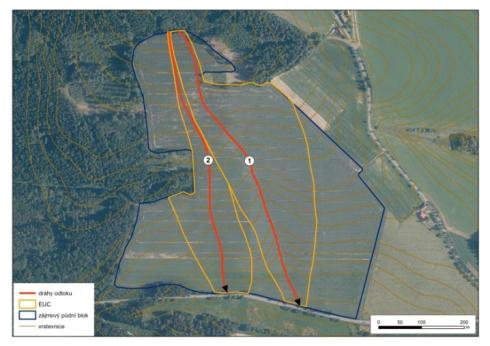 1
2
dráhy odtoku
EUC
zájmový půdní blok
vrstevnice
0 50 100 200
m